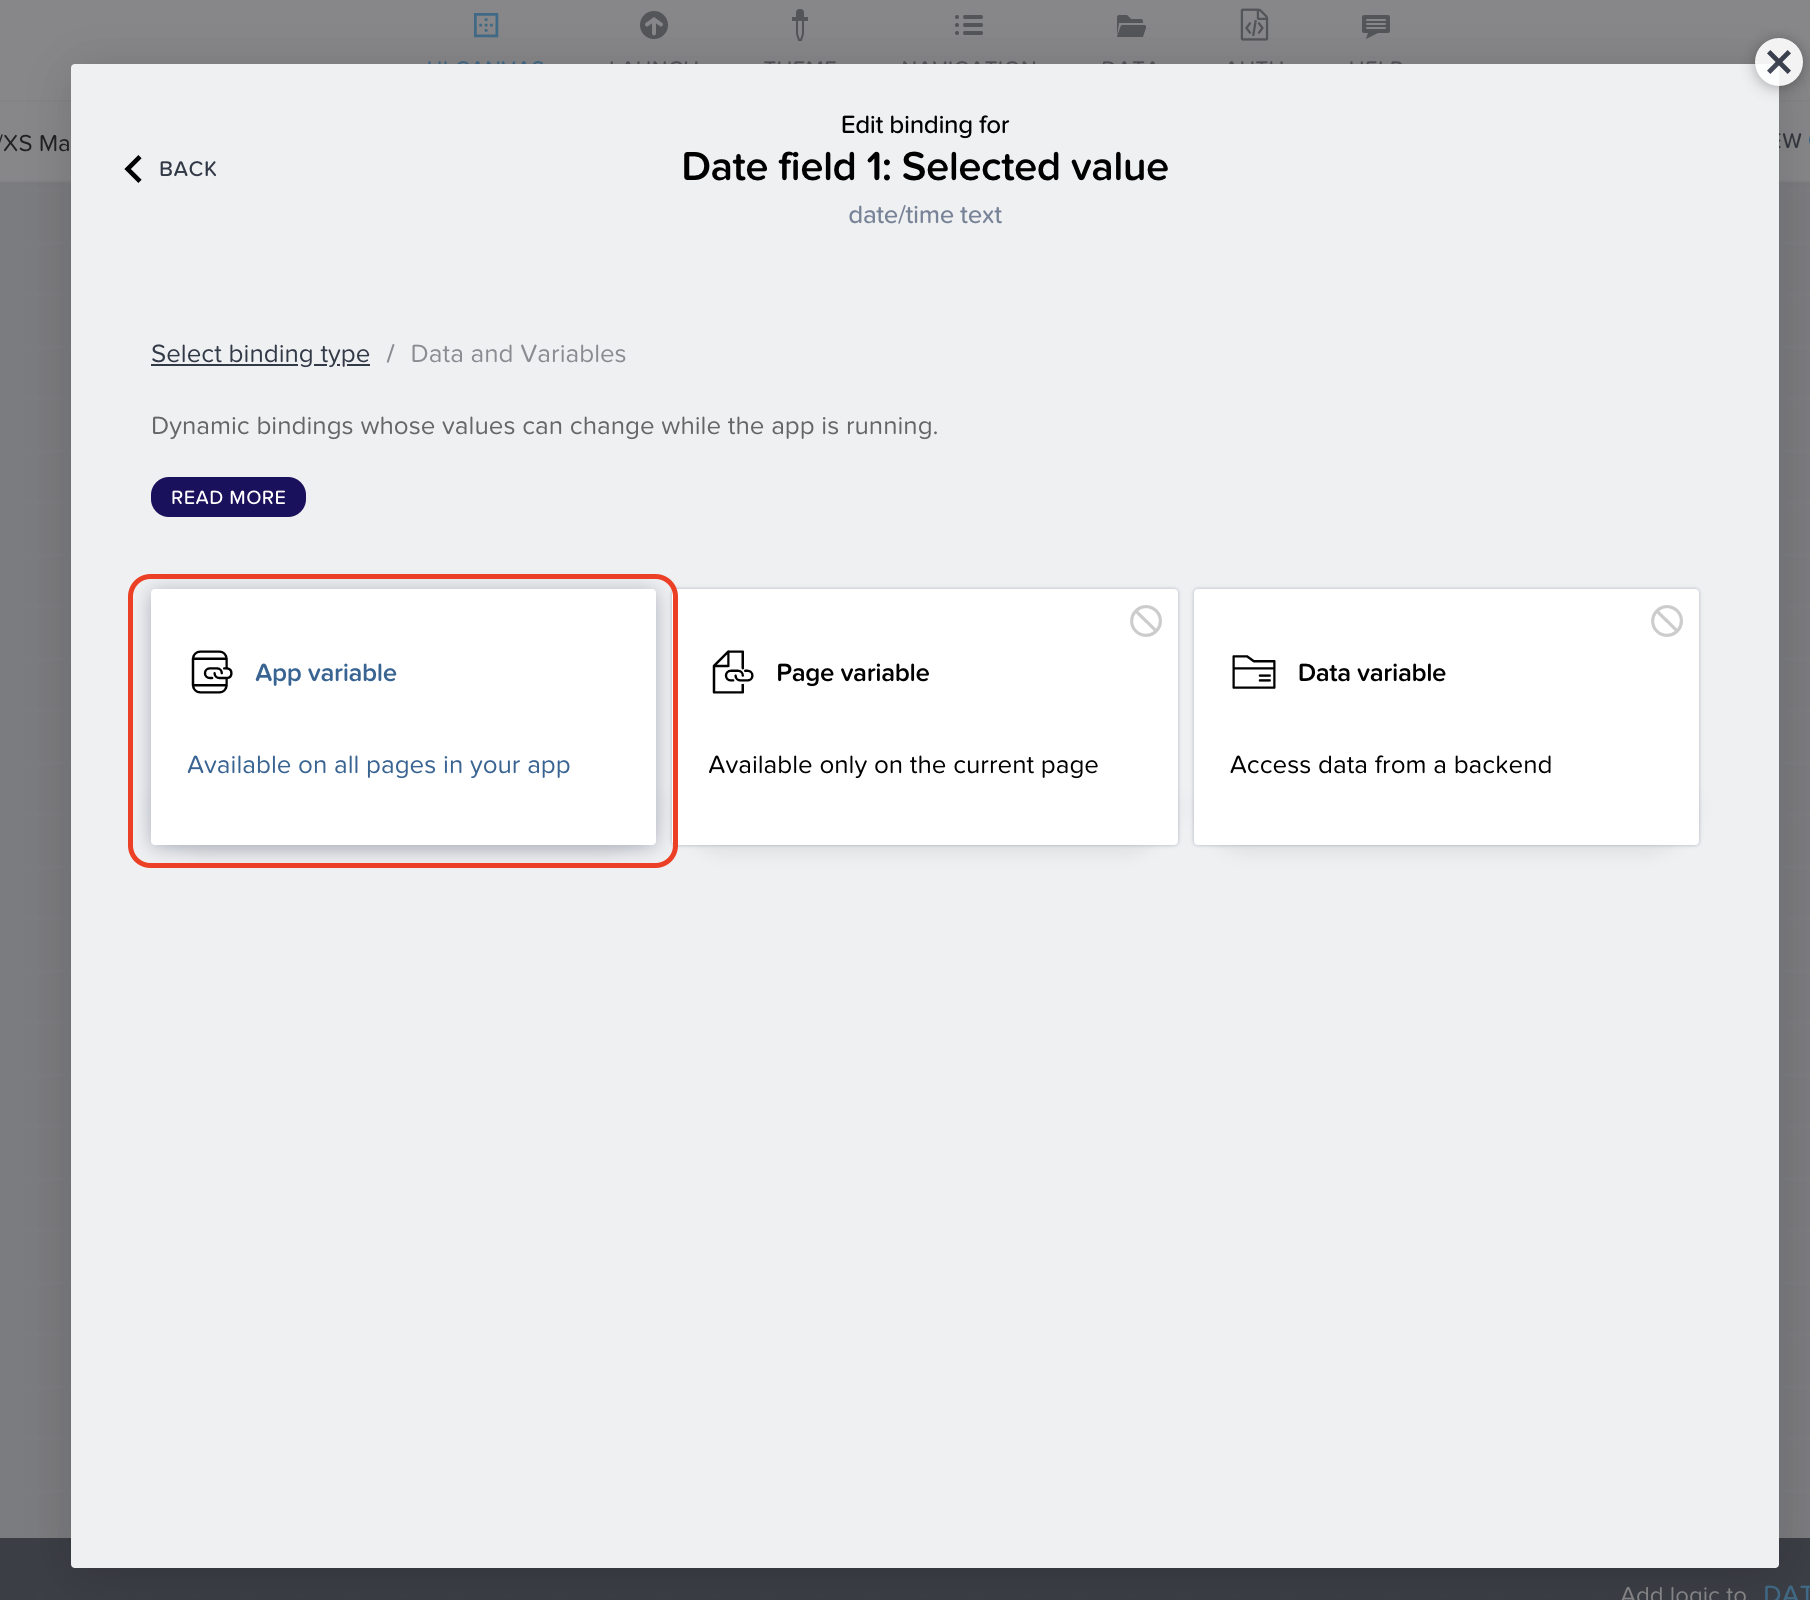 /XS Ma
BACK
Edit binding for
Date field 1: Selected value
date/time text
Select binding type / Data and Variables
Dynamic bindings whose values can change while the app is running.
READ MORE
App variable
Available on all pages in your app
Page variable
Available only on the current page
Data variable
Access data from a backend
Add logic to DAT